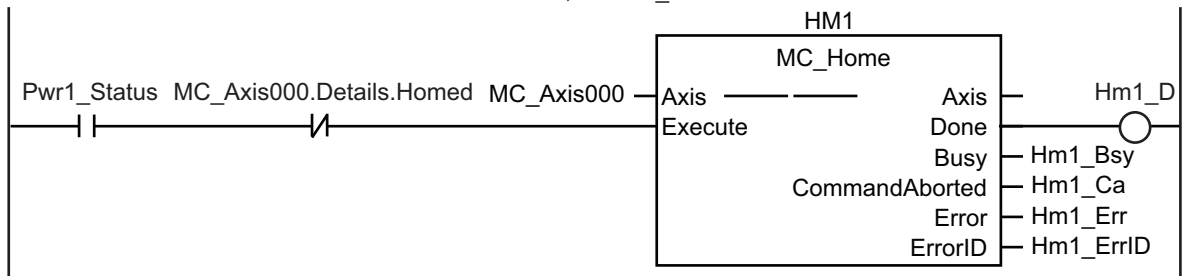 HM1
MC_Home
Pwr1_Status MC_Axis000.Details.Homed MC_Axis000 Axis Axis Hm1_D
Execute Done
Busy Hm1_Bsy
CommandAborted Hm1_Ca
Error Hm1_Err
ErrorID Hm1_ErrID